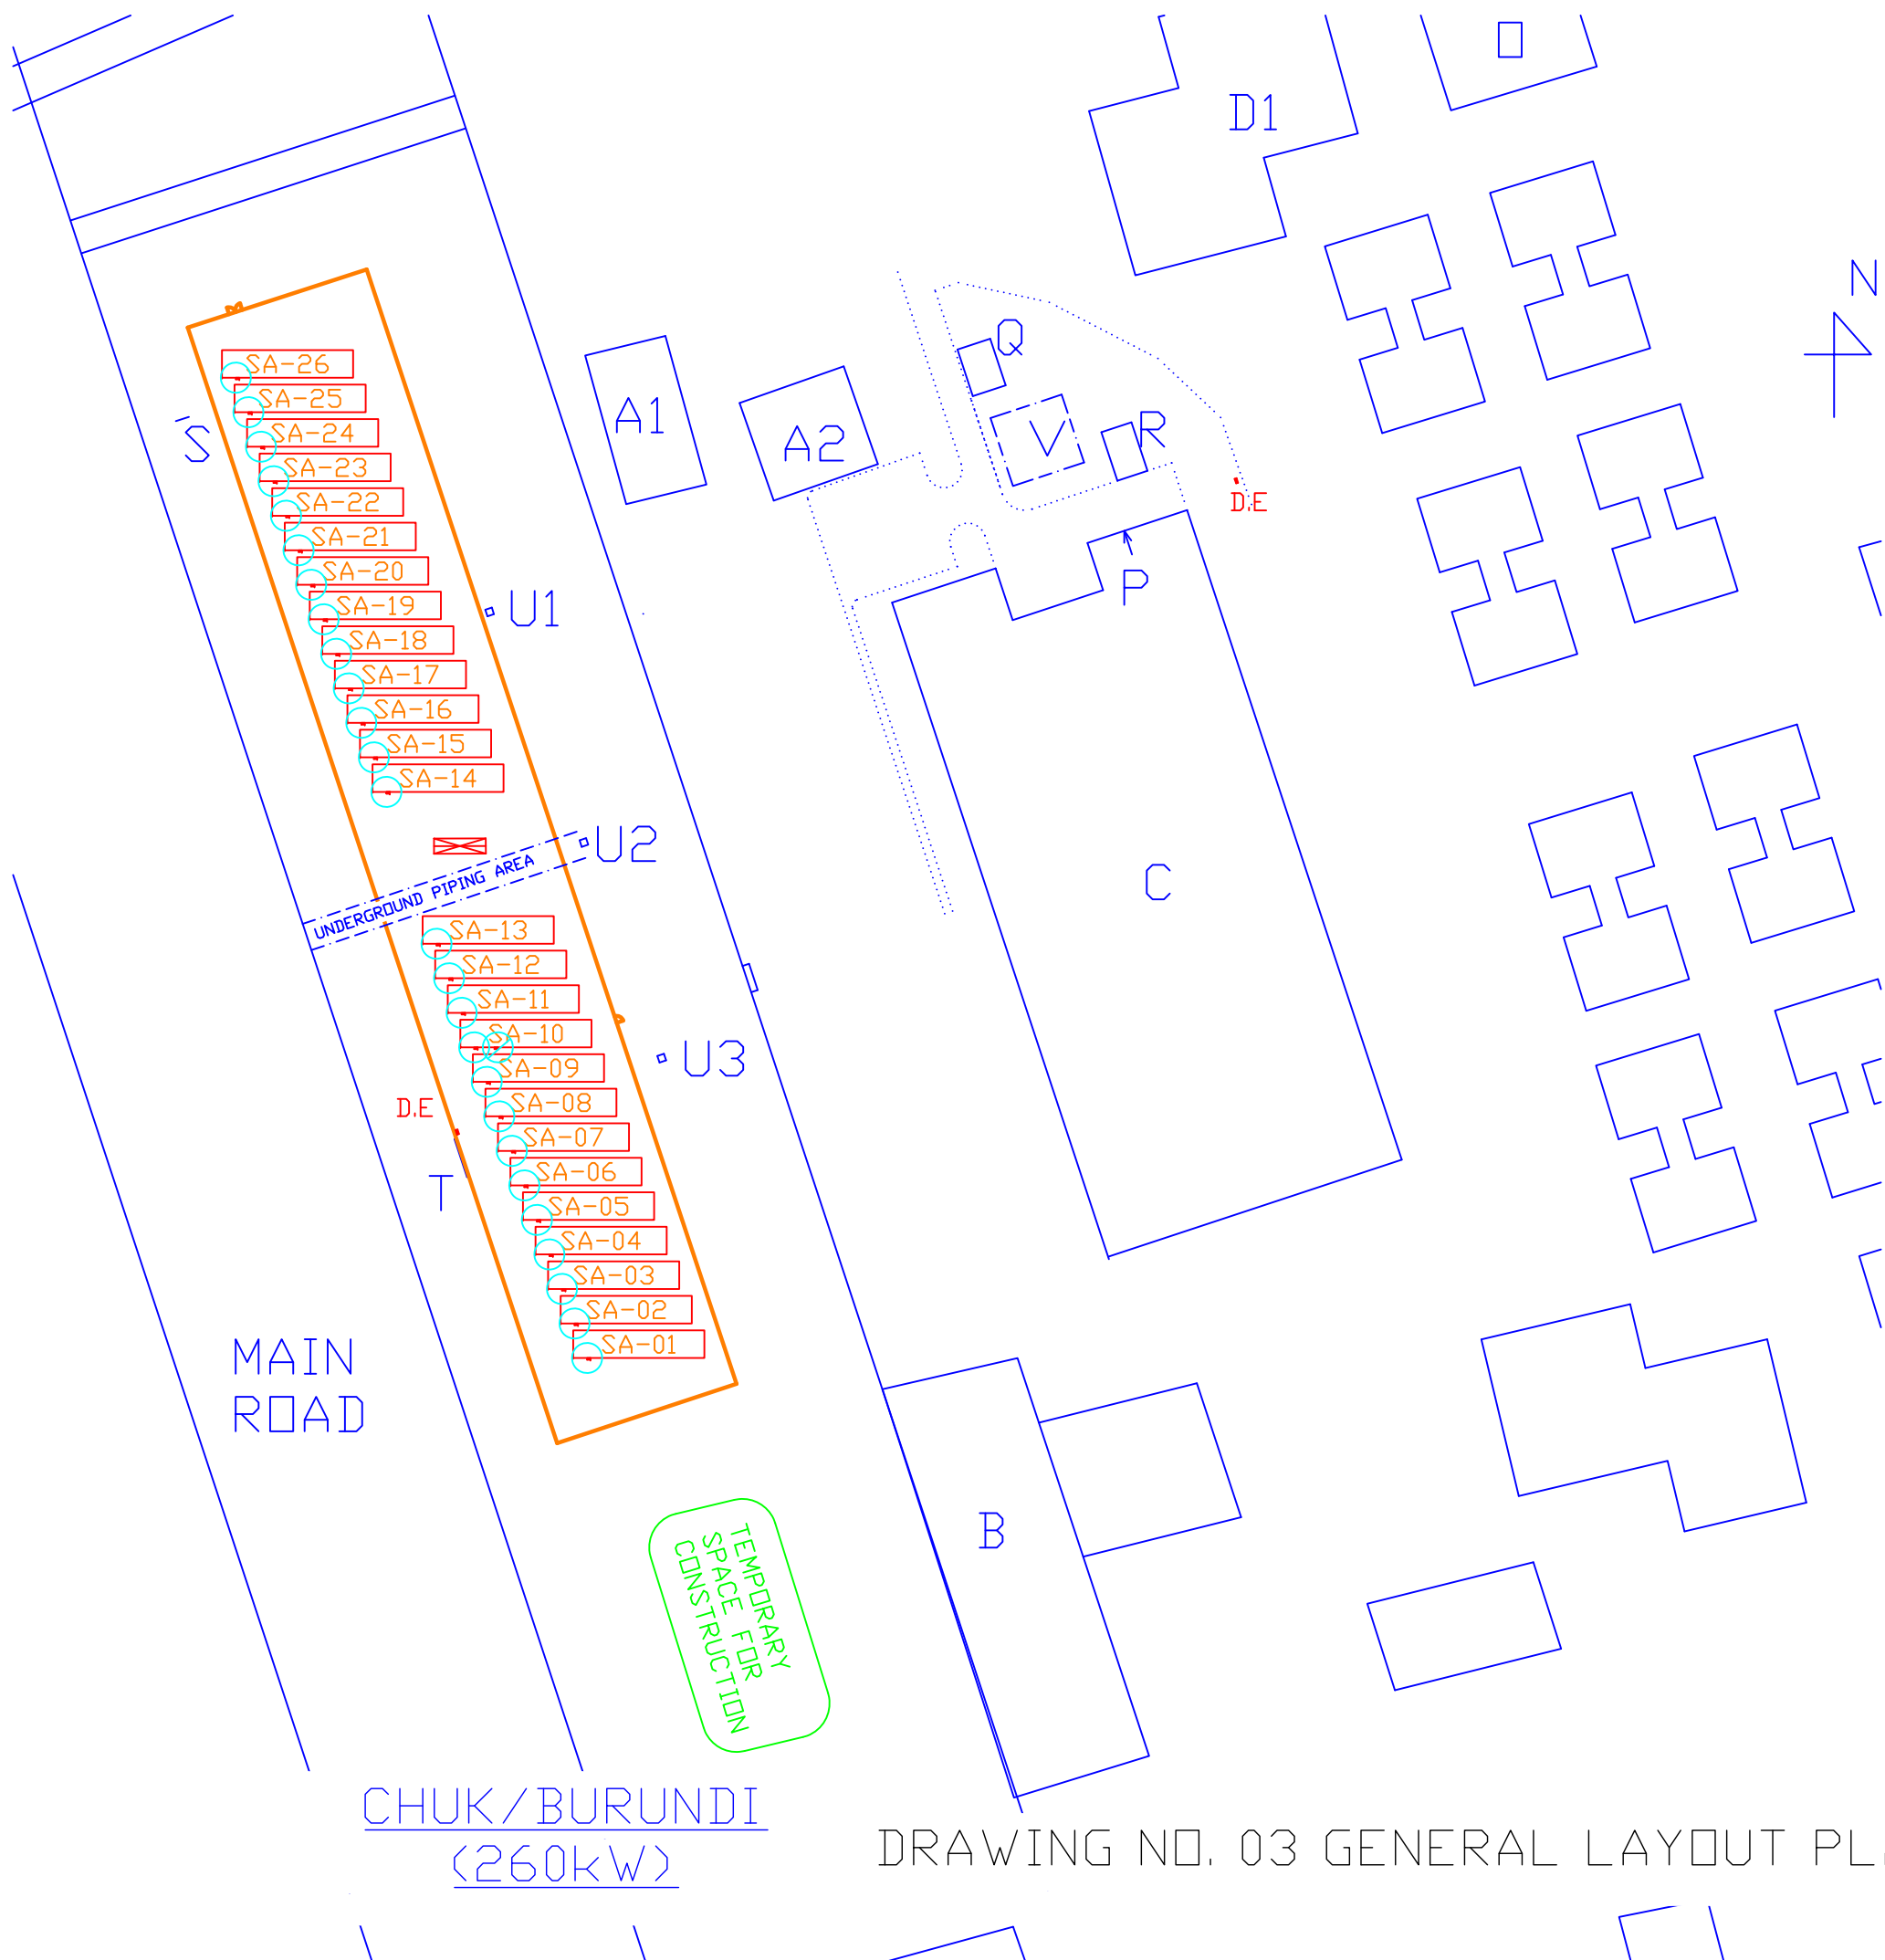 D1
N
Q
SA-26
SA-25
A1
R
S
SA-24
A2
V
SA-23
SA-22
D.E
SA-21
SA-20
P
SA-19
U1
SA-18
SA-17
SA-16
SA-15
SA-14
U2
UNDERGROUND PIPING AREA
C
SA-13
SA-12
SA-11
SA-10
U3
SA-09
SA-08
D.E
SA-07
SA-06
T
SA-05
SA-04
SA-03
SA-02
SA-01
MAIN
ROAD
B
TEMPORARY
SPACE FOR
CONSTRUCTION
CHUK/BURUNDI
(260kW)
DRAWING NO. 03 GENERAL LAYOUT PL